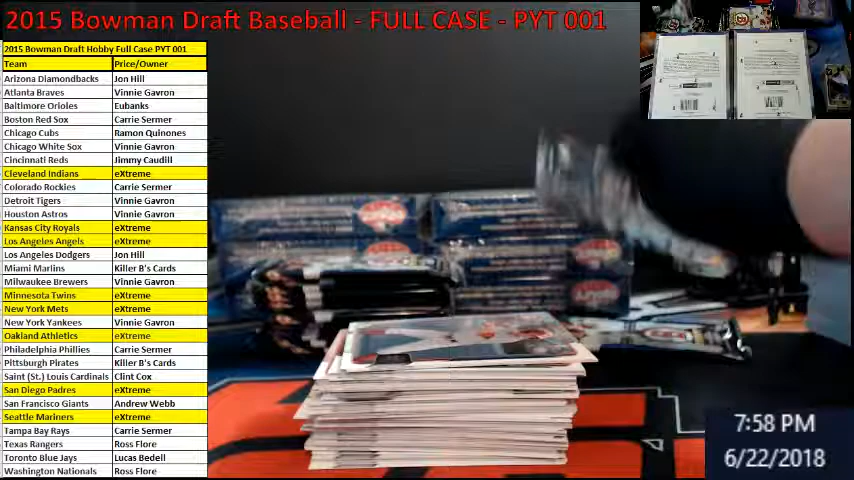 2015 Bowman Draft Baseball - FULL CASE - PYT 001
2015 Bowman Draft Hobby Full Case PYT 001
Team Price/Owner
Arizona Diamondbacks Jon Hill
Atlanta Braves Vinnie Gavron
Baltimore Orioles Eubanks
Boston Red Sox Carrie Sermer
Chicago Cubs Ramon Quinones
Chicago White Sox Vinnie Gavron
Cincinnati Reds Jimmy Caudill
Cleveland Indians eXtreme
Colorado Rockies Carrie Sermer
Detroit Tigers Vinnie Gavron
Houston Astros Vinnie Gavron
Kansas City Royals eXtreme
Los Angeles Angels eXtreme
Los Angeles Dodgers Jon Hill
Miami Marlins Killer B's Cards
Milwaukee Brewers Vinnie Gavron
Minnesota Twins eXtreme
New York Mets eXtreme
New York Yankees Vinnie Gavron
Oakland Athletics eXtreme
Philadelphia Phillies Carrie Sermer
Pittsburgh Pirates Killer B's Cards
Saint (St.) Louis Cardinals Clint Cox
San Diego Padres eXtreme
San Francisco Giants Andrew Webb
Seattle Mariners eXtreme
Tampa Bay Rays Carrie Sermer
Texas Rangers Ross Flore
Toronto Blue Jays Lucas Bedell
Washington Nationals Ross Flore
7:58 PM
6/22/2018